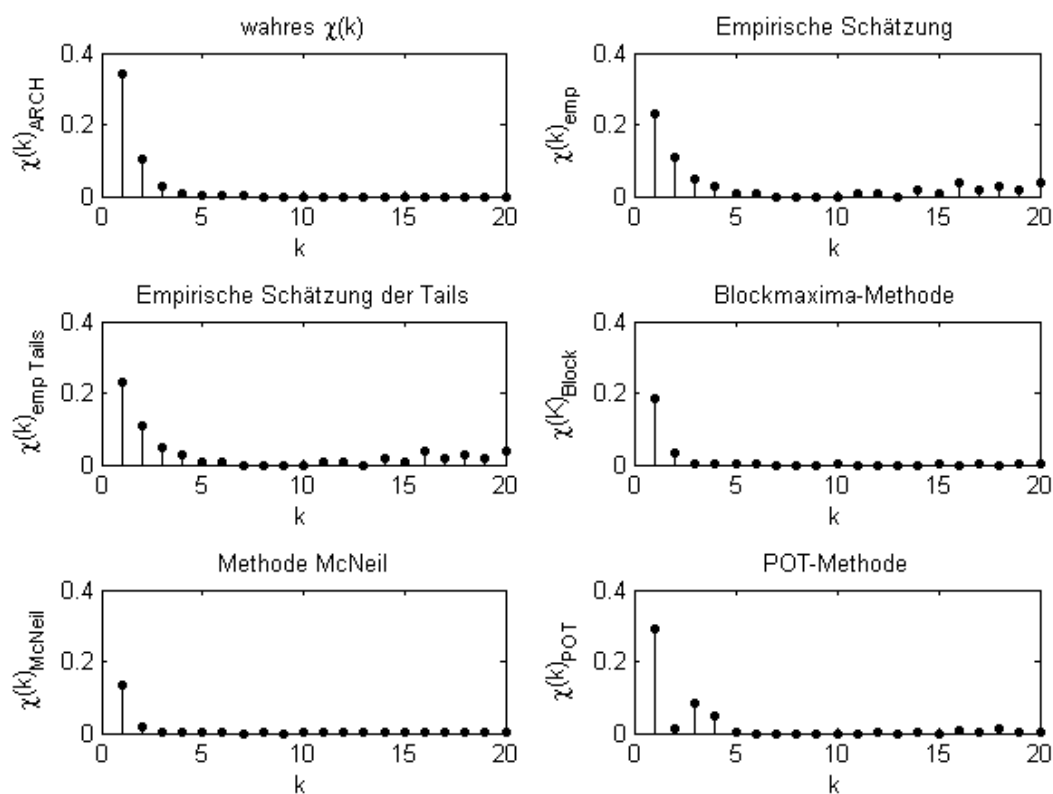 wahres χ(k)
χ(k)ARCH
0.4
0.2
0
0 5 10 15 20
k
Empirische Schätzung
χ(k)emp
0.4
0.2
0
0 5 10 15 20
k
Empirische Schätzung der Tails
χ(k)emp Tails
0.4
0.2
0
0 5 10 15 20
k
Blockmaxima-Methode
χ(K)Block
0.4
0.2
0
0 5 10 15 20
k
Methode McNeil
χ(k)McNeil
0.4
0.2
0
0 5 10 15 20
k
POT-Methode
χ(k)POT
0.4
0.2
0
0 5 10 15 20
k